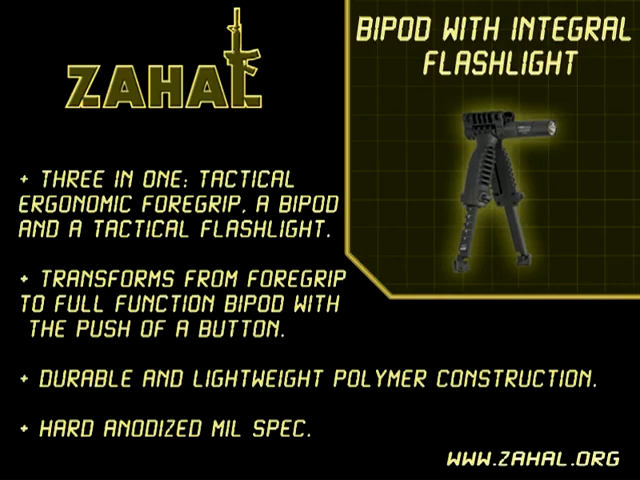 ZAHAL
BIPOD WITH INTEGRAL
FLASHLIGHT
+ THREE IN ONE: TACTICAL
ERGONOMIC FOREGRIP, A BIPOD
AND A TACTICAL FLASHLIGHT.
+ TRANSFORMS FROM FOREGRIP
TO FULL FUNCTION BIPOD WITH
THE PUSH OF A BUTTON.
+ DURABLE AND LIGHTWEIGHT POLYMER CONSTRUCTION.
+ HARD ANODIZED MIL SPEC.
WWW.ZAHAL.ORG